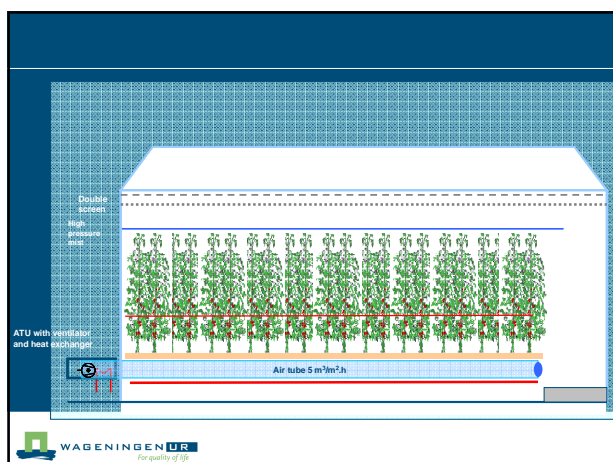 Double
screen
High
pressure
mist
ATU with ventilator
and heat exchanger
Air tube 5 m³/m².h
WAGENINGEN UR
For quality of life